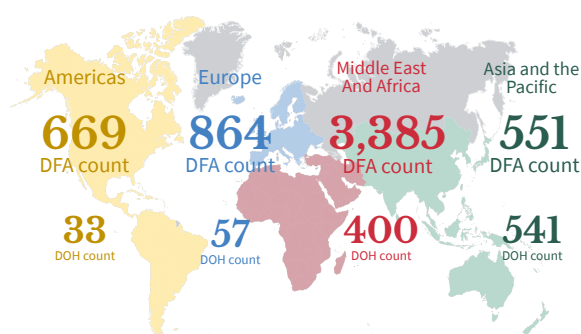 Americas
669
DFA count
33
DOH count
Europe
864
DFA count
57
DOH count
Middle East
And Africa
3,385
DFA count
400
DOH count
Asia and the
Pacific
551
DFA count
541
DOH count